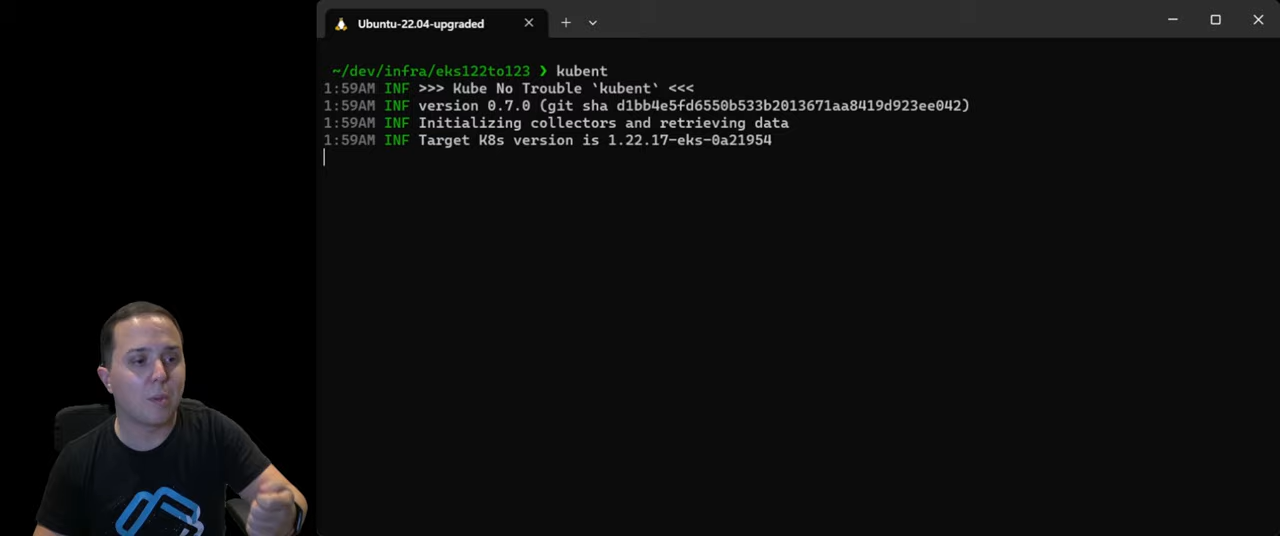 Ubuntu-22.04-upgraded
~/dev/infra/eks122to123 ❯ kubent
1:59AM INF >>> Kube No Trouble `kubent` <<<
1:59AM INF version 0.7.0 (git sha d1bb4e5fd6550b533b2013671aa8419d923ee042)
1:59AM INF Initializing collectors and retrieving data
1:59AM INF Target K8s version is 1.22.17-eks-0a21954